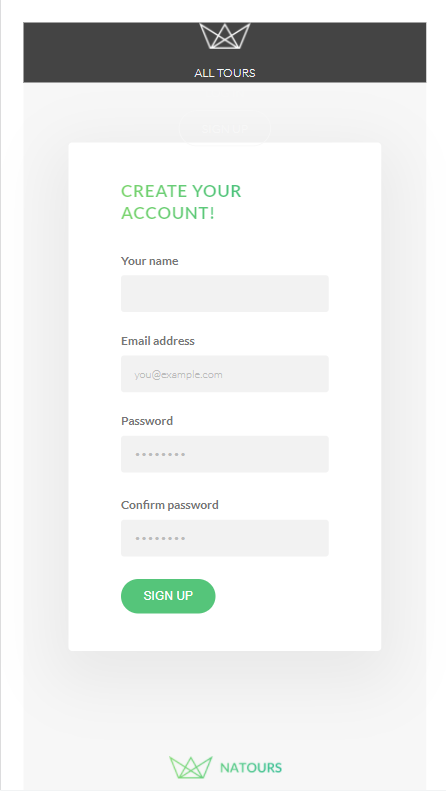 ALL TOURS
CREATE YOUR
ACCOUNT!
Your name
Email address
you@example.com
Password
••••••••
Confirm password
••••••••
SIGN UP
NATOURS